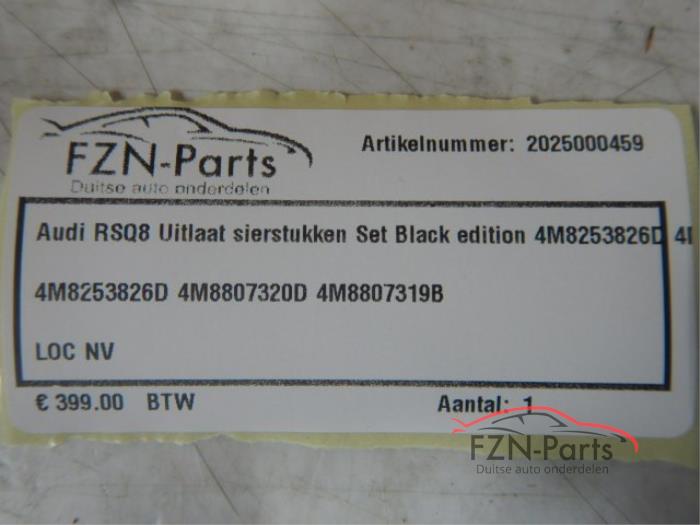 FZN-Parts
Duitse auto onderdelen
Artikelnummer: 2025000459
Audi RSQ8 Uitlaat sierstukken Set Black edition 4M8253826D
4M8253826D 4M8807320D 4M8807319B
LOC NV
€ 399.00 BTW
Aantal: 1
FZN-Parts
Duitse auto onderdelen